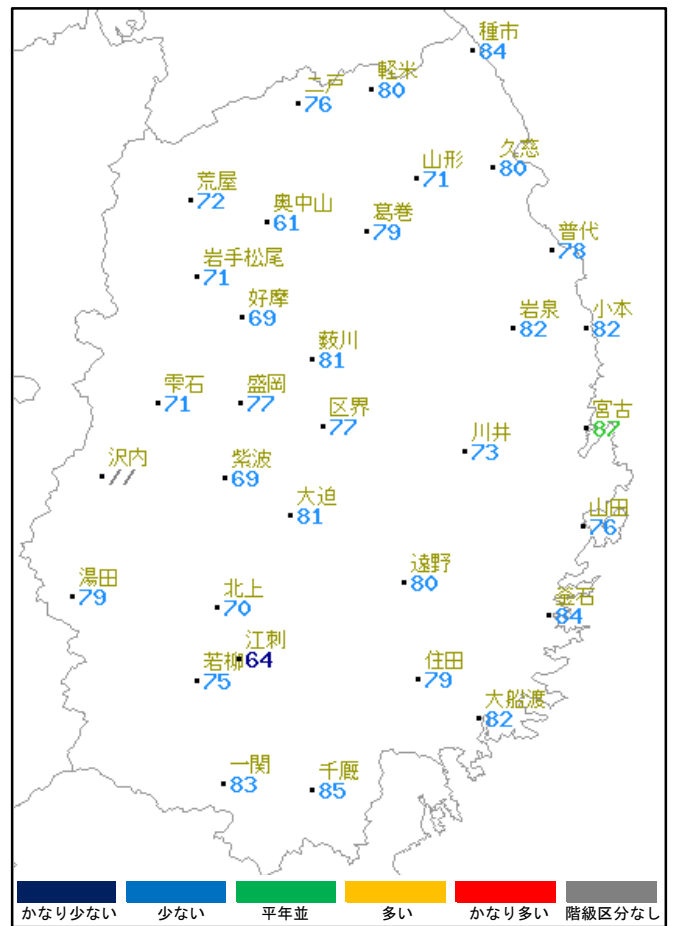 種市
84
軽米
80
二戸
76
久慈
80
山形
71
荒屋
72
奥中山
61
葛巻
79
普代
78
岩手松尾
71
好摩
69
岩泉
82
小本
82
薮川
81
雫石
71
盛岡
77
区界
77
宮古
87
川井
73
沢内
//
紫波
69
大迫
81
山田
76
湯田
79
北上
70
遠野
80
釜石
84
江刺
64
若柳
75
住田
79
大船渡
82
一関
83
千厩
85
かなり少ない 少ない 平年並 多い かなり多い 階級区分なし